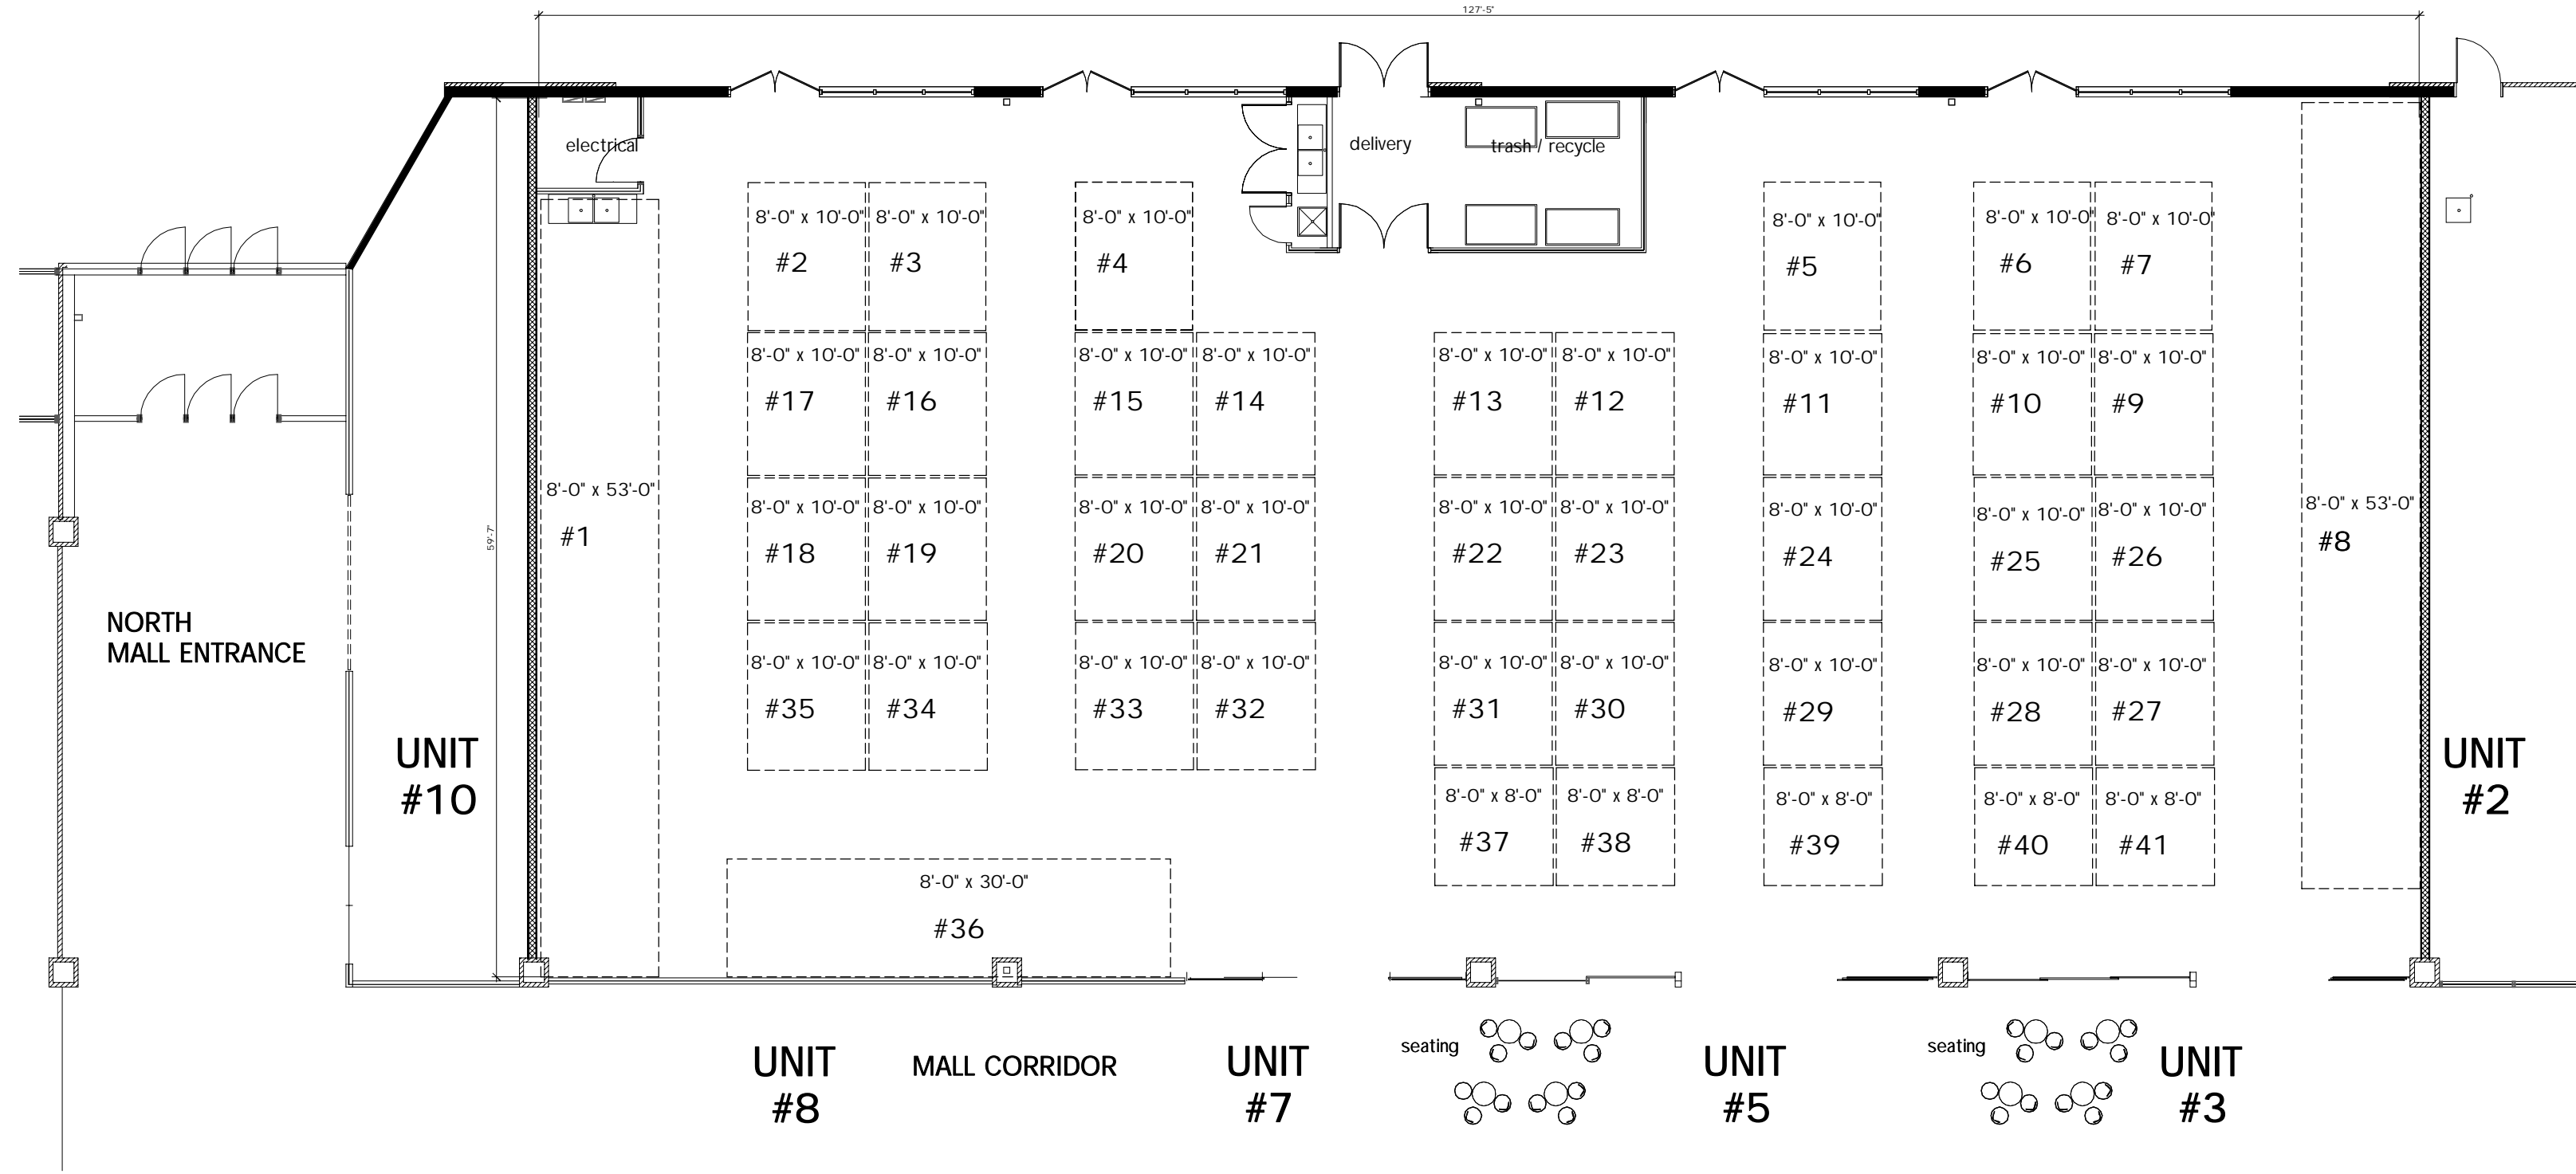 127'-5"
electrical
delivery
trash / recycle
8'-0" x 10'-0"
#2
8'-0" x 10'-0"
#3
8'-0" x 10'-0"
#4
8'-0" x 10'-0"
#5
8'-0" x 10'-0"
#6
8'-0" x 10'-0"
#7
8'-0" x 10'-0"
#17
8'-0" x 10'-0"
#16
8'-0" x 10'-0"
#15
8'-0" x 10'-0"
#14
8'-0" x 10'-0"
#13
8'-0" x 10'-0"
#12
8'-0" x 10'-0"
#11
8'-0" x 10'-0"
#10
8'-0" x 10'-0"
#9
59'-7"
8'-0" x 53'-0"
#1
8'-0" x 10'-0"
#18
8'-0" x 10'-0"
#19
8'-0" x 10'-0"
#20
8'-0" x 10'-0"
#21
8'-0" x 10'-0"
#22
8'-0" x 10'-0"
#23
8'-0" x 10'-0"
#24
8'-0" x 10'-0"
#25
8'-0" x 10'-0"
#26
8'-0" x 53'-0"
#8
NORTH
MALL ENTRANCE
8'-0" x 10'-0"
#35
8'-0" x 10'-0"
#34
8'-0" x 10'-0"
#33
8'-0" x 10'-0"
#32
8'-0" x 10'-0"
#31
8'-0" x 10'-0"
#30
8'-0" x 10'-0"
#29
8'-0" x 10'-0"
#28
8'-0" x 10'-0"
#27
UNIT
#10
UNIT
#2
8'-0" x 8'-0"
#37
8'-0" x 8'-0"
#38
8'-0" x 8'-0"
#39
8'-0" x 8'-0"
#40
8'-0" x 8'-0"
#41
8'-0" x 30'-0"
#36
UNIT
#8
MALL CORRIDOR
UNIT
#7
seating
UNIT
#5
seating
UNIT
#3